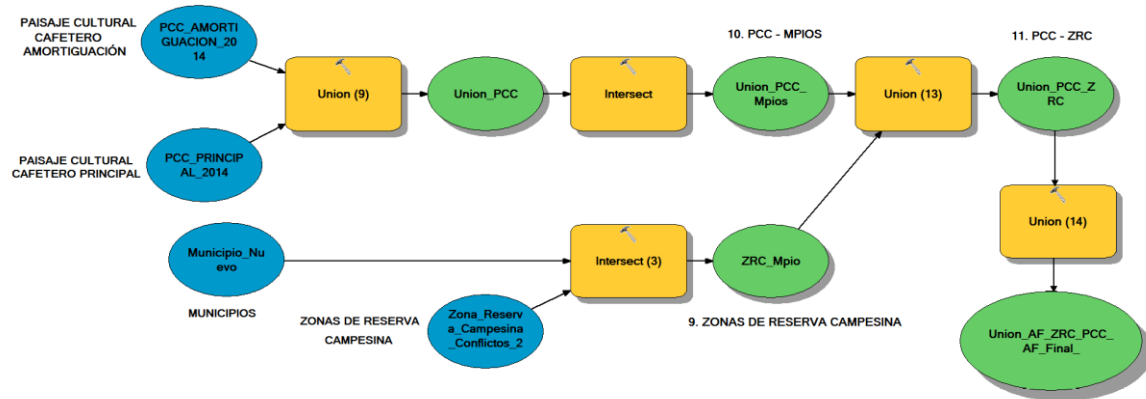 PAISAJE CULTURAL
CAFETERO
AMORTIGUACIÓN
PCC_AMORTI
GUACION_20
14
Union (9)
Union_PCC
Intersect
10. PCC - MPIOS
Union_PCC_
Mpios
Union (13)
11. PCC - ZRC
Union_PCC_Z
RC
PAISAJE CULTURAL
CAFETERO PRINCIPAL
PCC_PRINCIP
AL_2014
Union (14)
Municipio_Nu
evo
MUNICIPIOS
Intersect (3)
ZRC_Mpio
ZONAS DE RESERVA
CAMPESINA
Zona_Reserv
a_Campesina
_Conflictos_2
9. ZONAS DE RESERVA CAMPESINA
Union_AF_ZRC_PCC_
AF_Final_